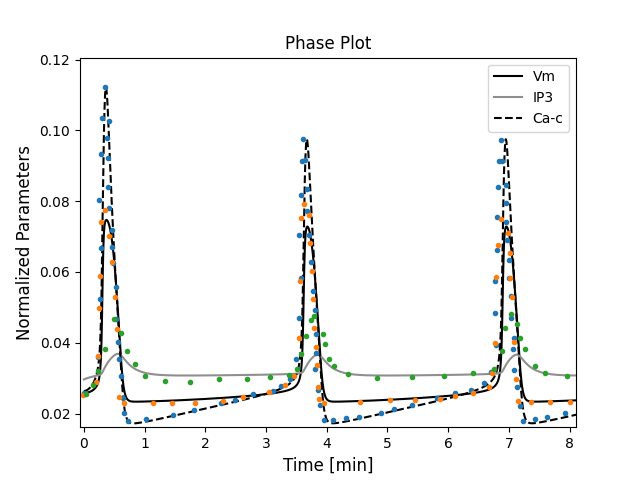 Phase Plot
0.12
0.10
0.08
0.06
0.04
0.02
Normalized Parameters
Vm
IP3
Ca-c
0 1 2 3 4 5 6 7 8
Time [min]